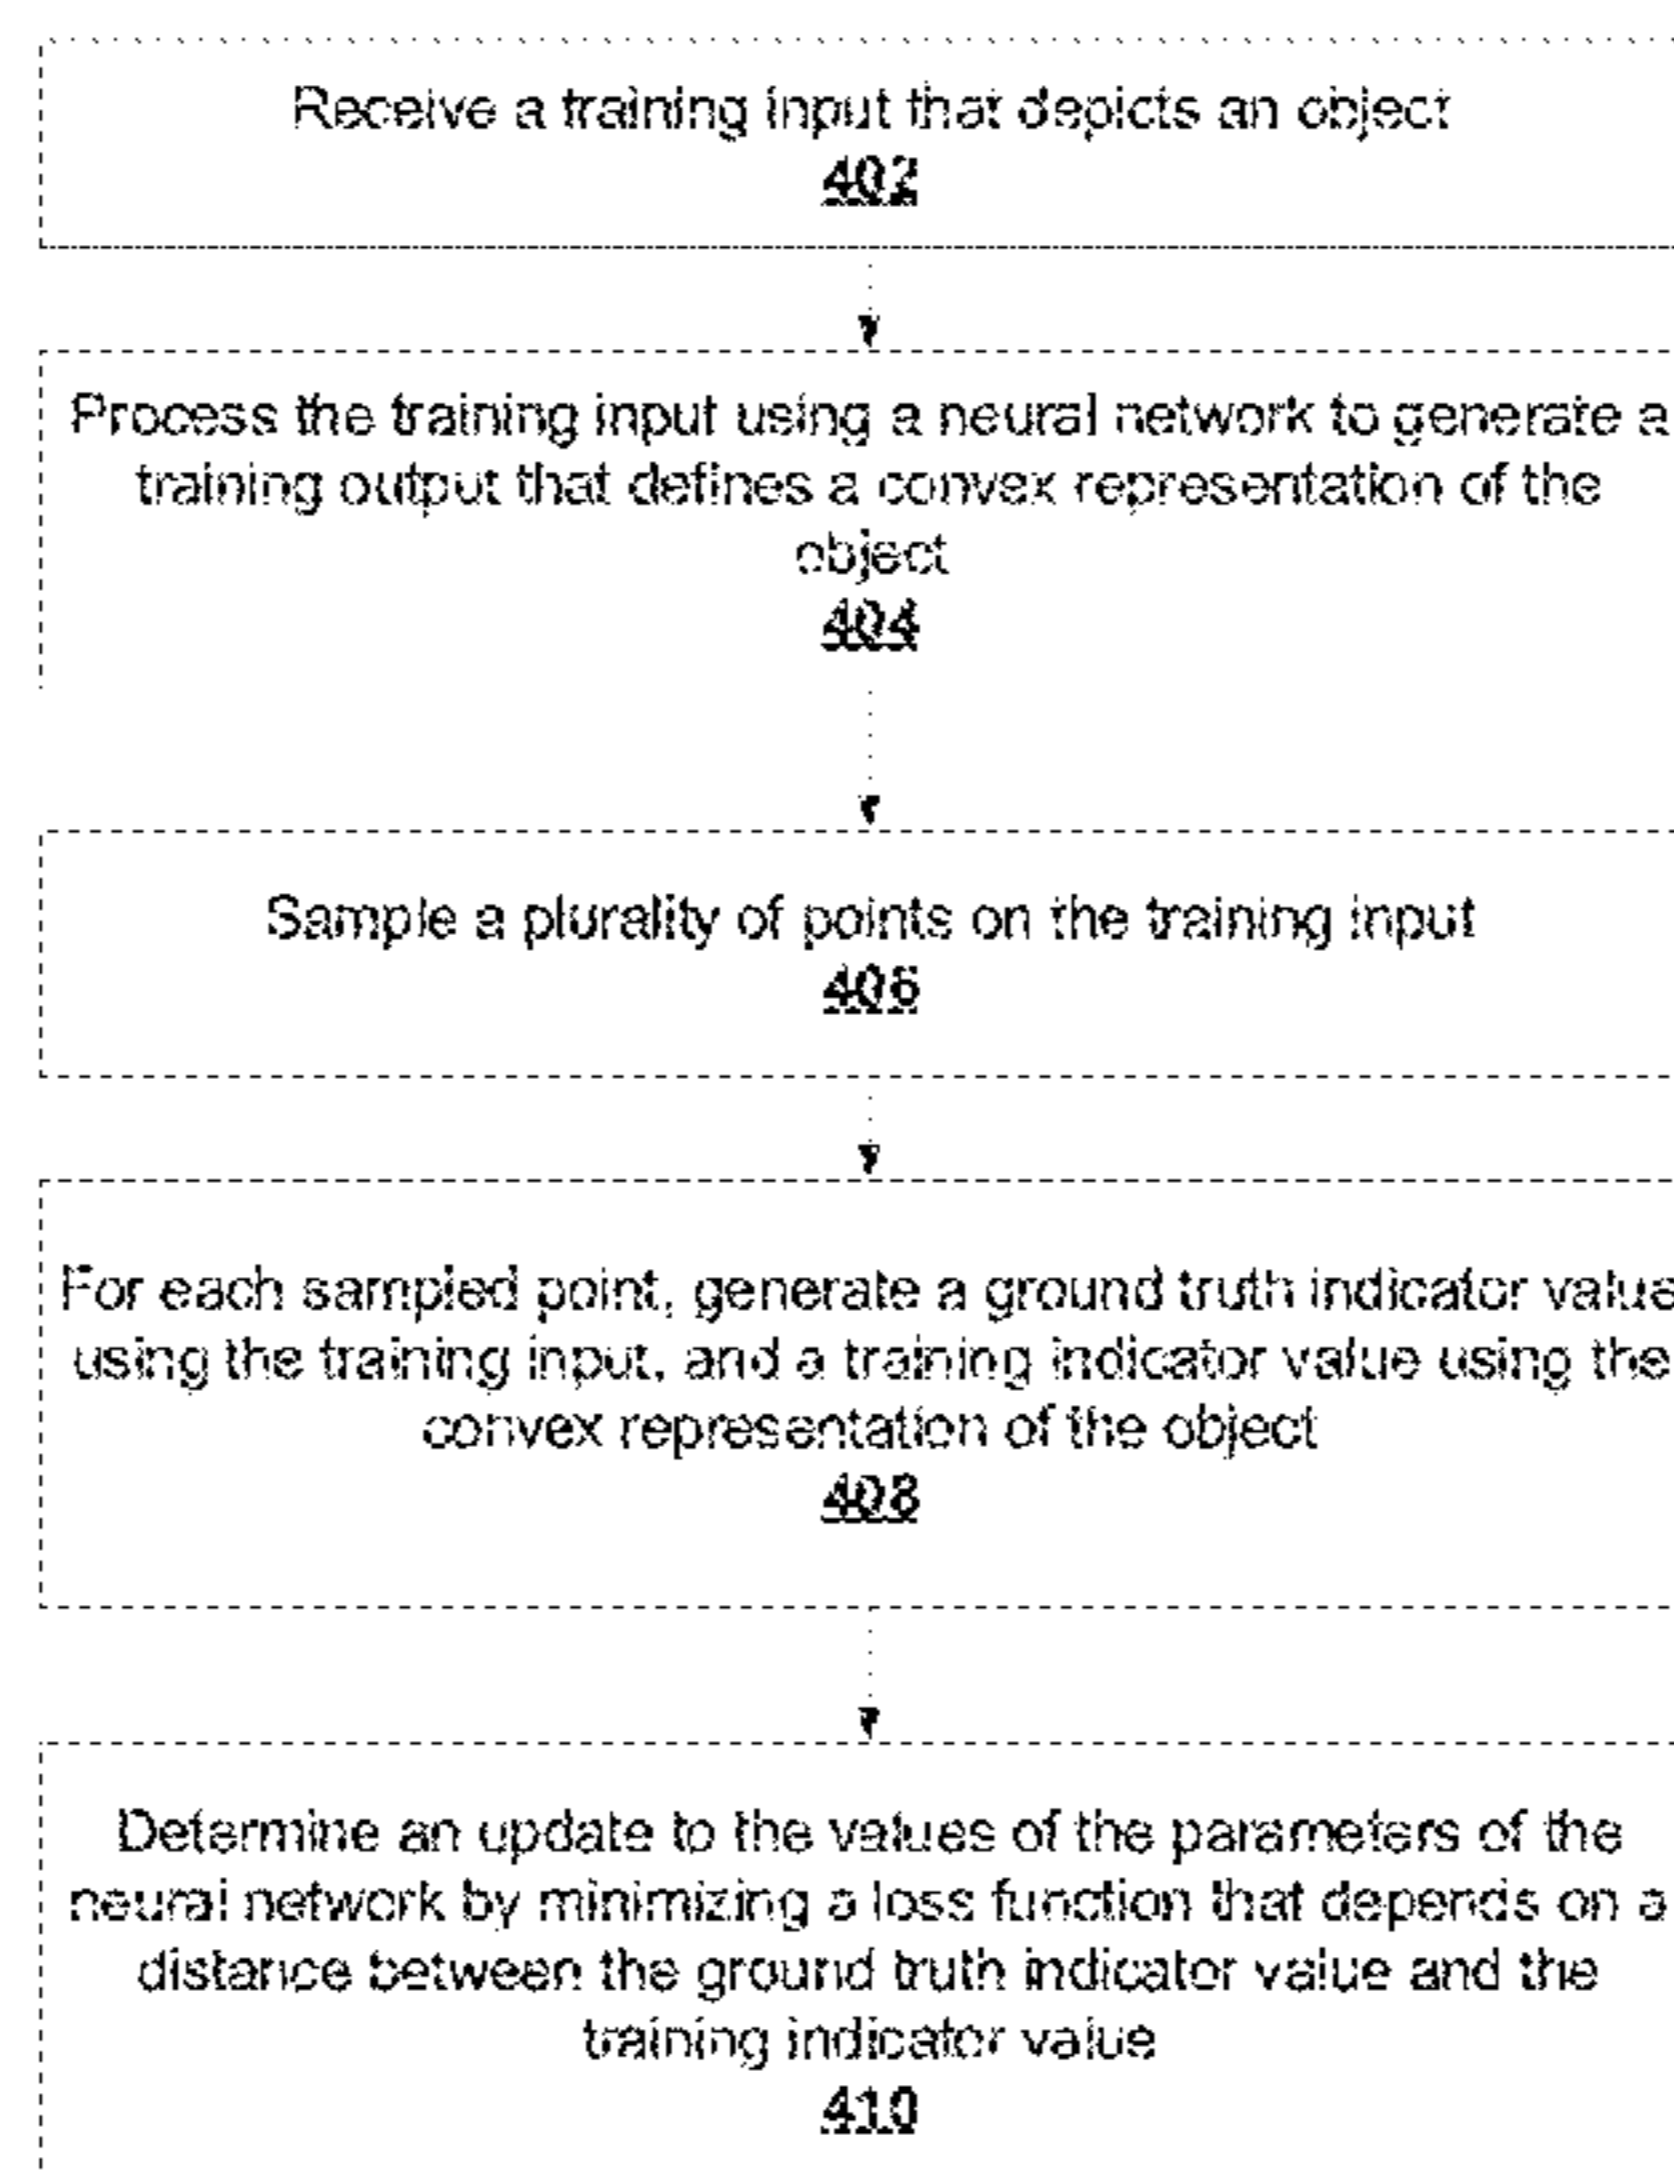 Receive a training input that depicts an object
402
Process the training input using a neural network to generate a
training output that defines a convex representation of the
object
404
Sample a plurality of points on the training input
406
For each sampled point, generate a ground truth indicator value
using the training input, and a training indicator value using the
convex representation of the object
408
Determine an update to the values of the parameters of the
neural network by minimizing a loss function that depends on a
distance between the ground truth indicator value and the
training indicator value
410